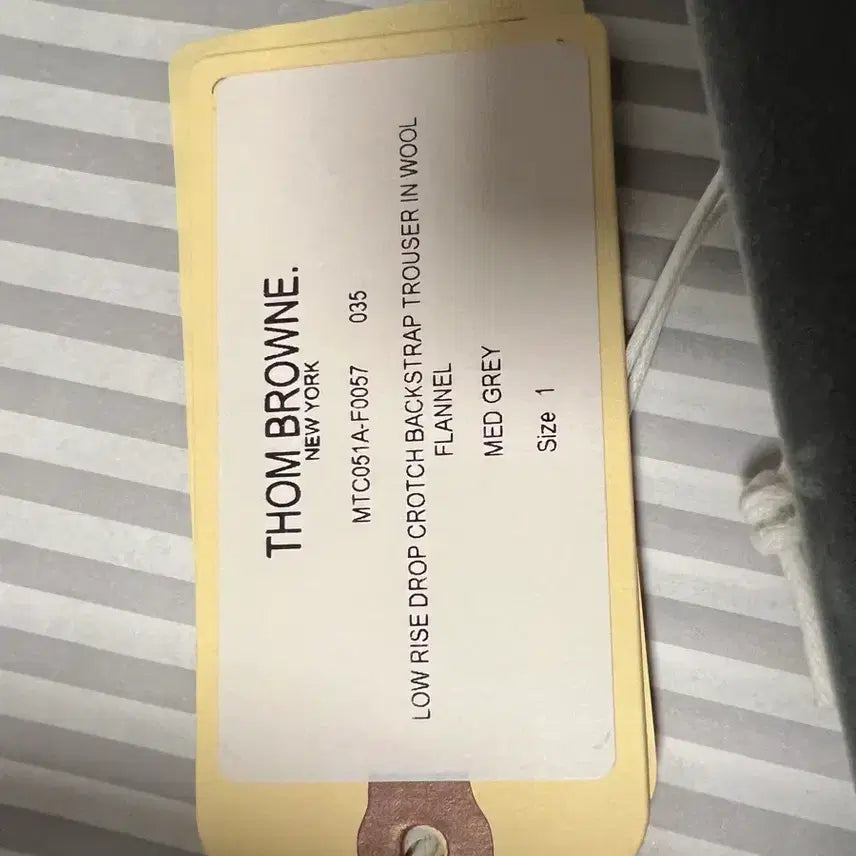 THOM BROWNE.
NEW YORK
MTC051A-F0057 035
LOW RISE DROP CROTCH BACKSTRAP TROUSER IN WOOL
FLANNEL
MED GREY
Size 1